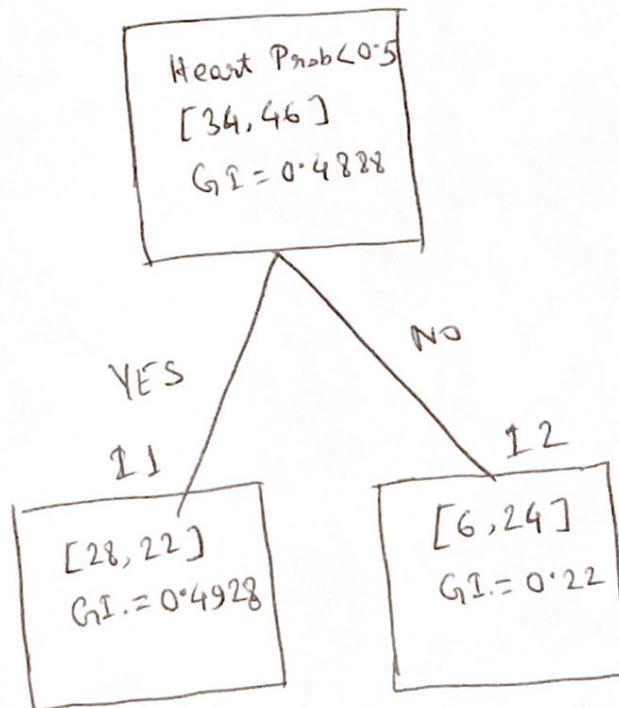 Heart Prob<0.5
[34,46]
GI=0.4888
YES
NO
I1
I2
[28,22]
GI.=0.4928
[6,24]
GI.=0.22